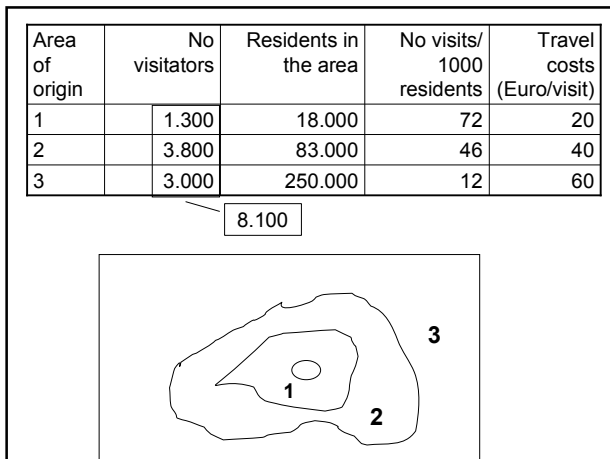 Area of origin No visitators Residents in the area No visits/ 1000 residents Travel costs (Euro/visit)
1 1.300 18.000 72 20
2 3.800 83.000 46 40
3 3.000 250.000 12 60
8.100
3
1
2